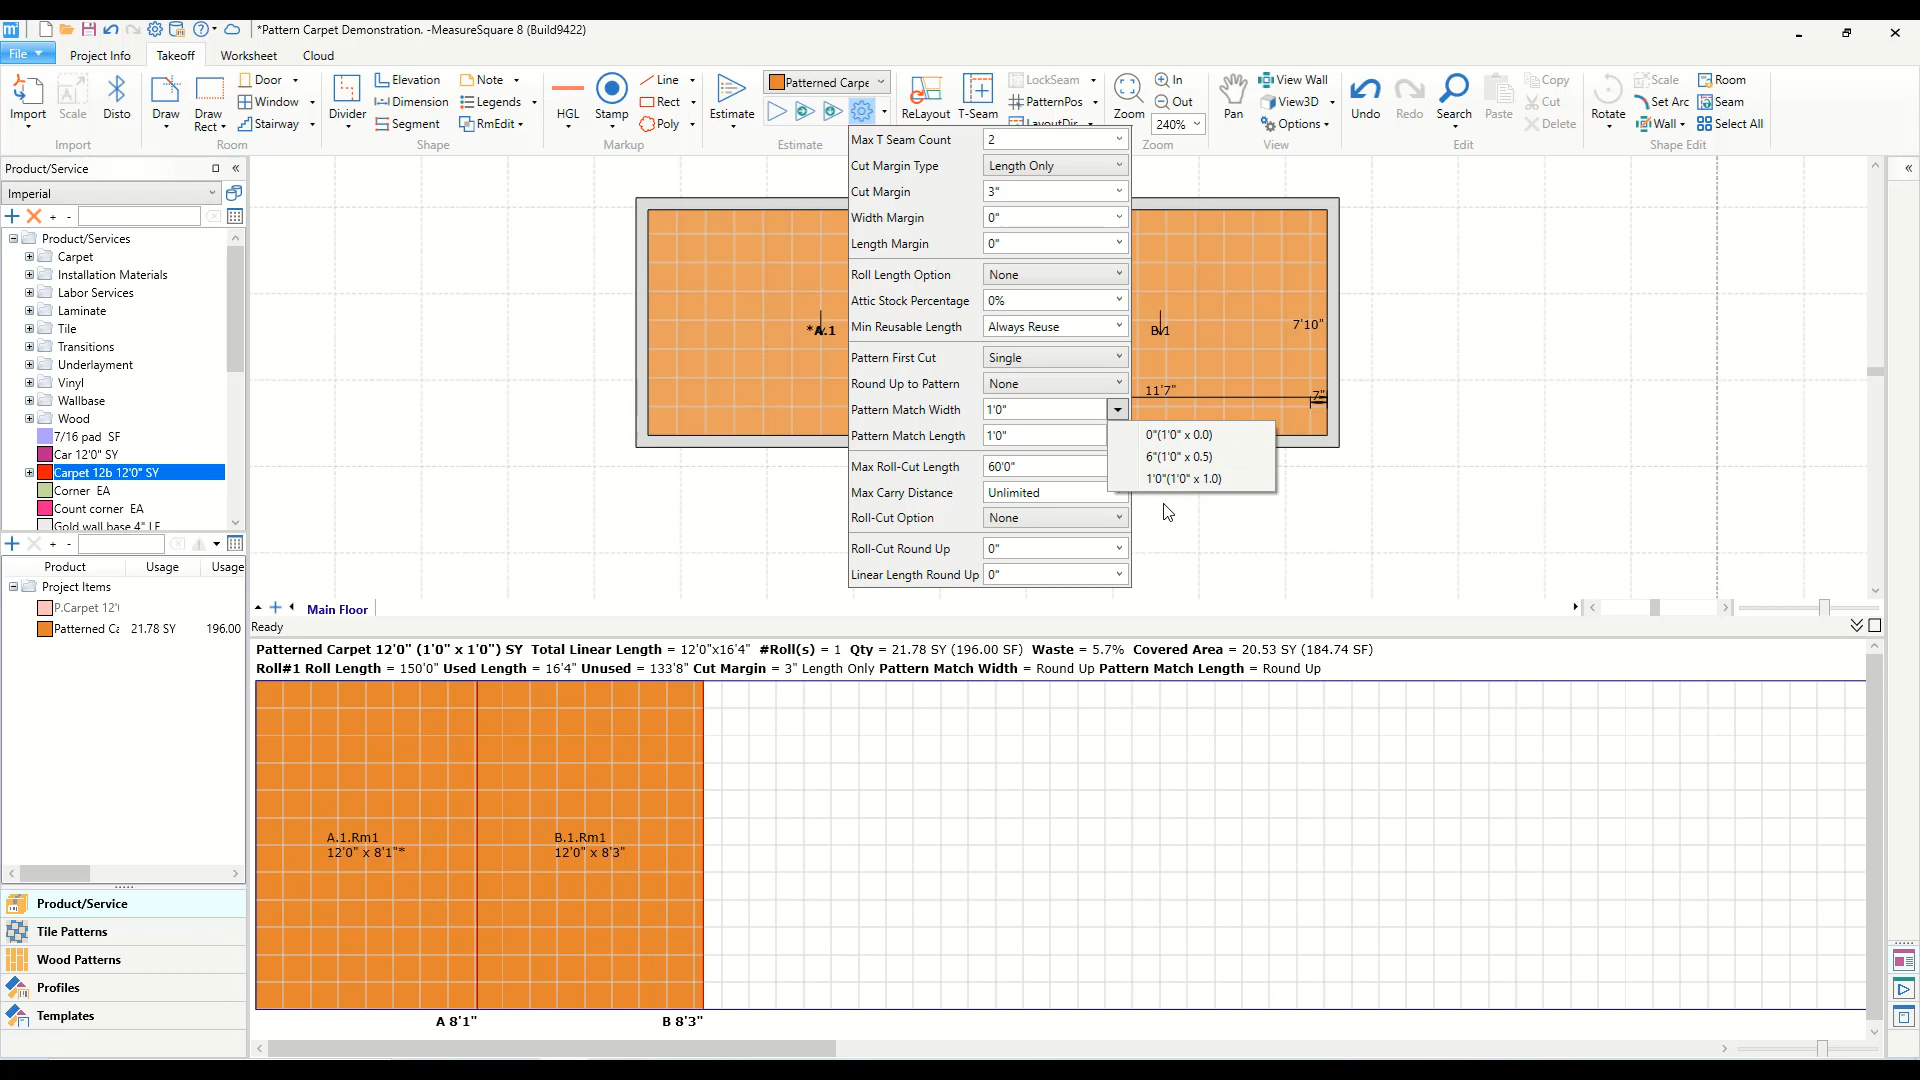 *Pattern Carpet Demonstration. -MeasureSquare 8 (Build9422)
File Project Info Takeoff Worksheet Cloud
Import Scale Disto Draw Draw Rect Door Window Stairway Divider Elevation Dimension Segment Note Legends RmEdit HGL Stamp Line Rect Poly Estimate Patterned Carpe ReLayout T-Seam LockSeam PatternPos LayoutDir Zoom In Out 240% Pan View Wall View3D Options Undo Redo Search Paste Copy Cut Delete Rotate Scale Set Arc Wall Room Seam Select All
Import Room Shape Markup Estimate Zoom View Edit Shape Edit
Product/Service
Imperial
Product/Services
Carpet
Installation Materials
Labor Services
Laminate
Tile
Transitions
Underlayment
Vinyl
Wallbase
Wood
7/16 pad SF
Car 12'0" SY
Carpet 12b 12'0" SY
Corner EA
Count corner EA
Gold wall base 4" LF
Product Usage Usage
Project Items
P.Carpet 12'(
Patterned Ca 21.78 SY 196.00
Product/Service
Tile Patterns
Wood Patterns
Profiles
Templates
Max T Seam Count 2
Cut Margin Type Length Only
Cut Margin 3"
Width Margin 0"
Length Margin 0"
Roll Length Option None
Attic Stock Percentage 0%
Min Reusable Length Always Reuse
Pattern First Cut Single
Round Up to Pattern None
Pattern Match Width 1'0"
Pattern Match Length 1'0"
Max Roll-Cut Length 60'0"
Max Carry Distance Unlimited
Roll-Cut Option None
Roll-Cut Round Up 0"
Linear Length Round Up 0"
0"(1'0" x 0.0)
6"(1'0" x 0.5)
1'0"(1'0" x 1.0)
*A.1
B.1
7'10"
11'7"
7"
Main Floor
Ready
Patterned Carpet 12'0" (1'0" x 1'0") SY Total Linear Length = 12'0"x16'4" #Roll(s) = 1 Qty = 21.78 SY (196.00 SF) Waste = 5.7% Covered Area = 20.53 SY (184.74 SF)
Roll#1 Roll Length = 150'0" Used Length = 16'4" Unused = 133'8" Cut Margin = 3" Length Only Pattern Match Width = Round Up Pattern Match Length = Round Up
A.1.Rm1
12'0" x 8'1"*
B.1.Rm1
12'0" x 8'3"
A 8'1"
B 8'3"